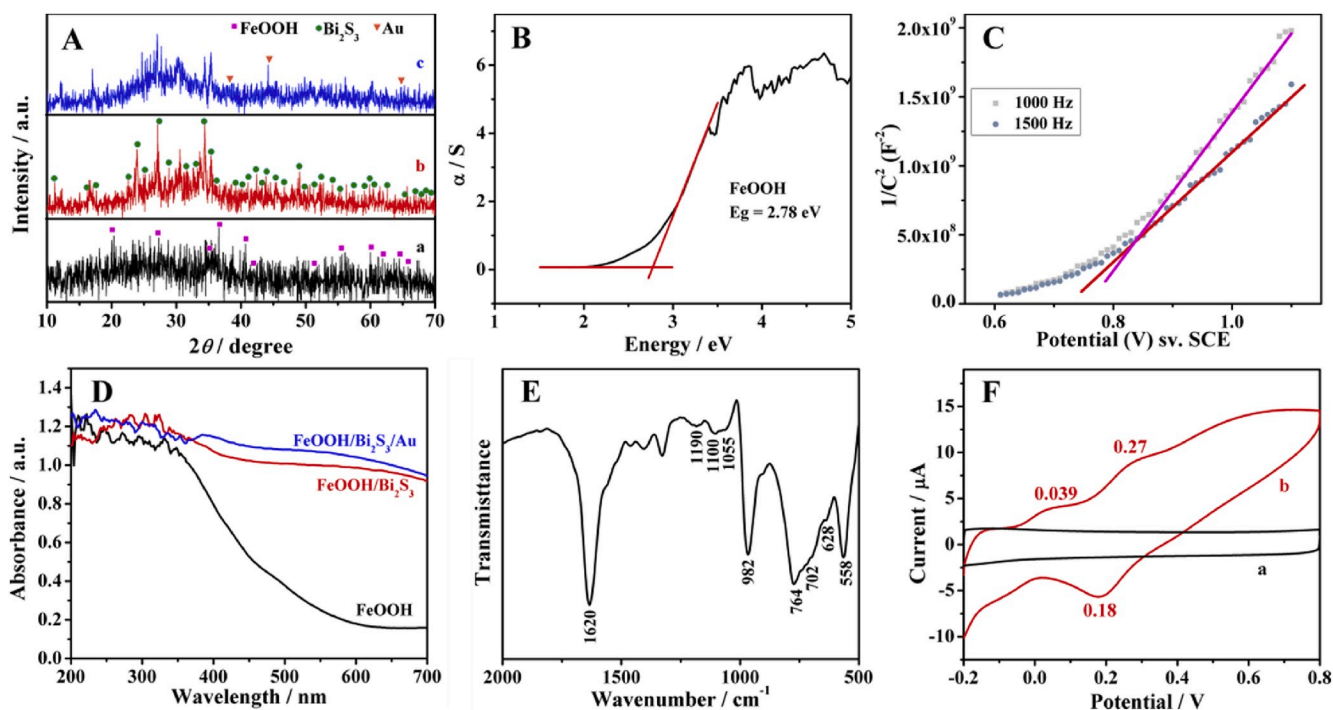 A
FeOOH Bi₂S₃ Au
c
b
a
Intensity / a.u.
10 20 30 40 50 60 70
2θ / degree
B
6
4
2
0
α / S
FeOOH
Eg = 2.78 eV
1 2 3 4 5
Energy / eV
C
2.0x10⁹
1.5x10⁹
1.0x10⁹
5.0x10⁸
0.0
1/C² (F⁻²)
1000 Hz
1500 Hz
0.6 0.8 1.0
Potential (V) sv. SCE
D
1.4
1.2
1.0
0.8
0.6
0.4
0.2
0.0
Absorbance / a.u.
FeOOH/Bi₂S₃/Au
FeOOH/Bi₂S₃
FeOOH
200 300 400 500 600 700
Wavelength / nm
E
Transmisttance
1620
1190
1100
1055
982
764
702
628
558
2000 1500 1000 500
Wavenumber / cm⁻¹
F
15
10
5
0
-5
-10
Current / μA
0.27
0.039
b
a
0.18
-0.2 0.0 0.2 0.4 0.6 0.8
Potential / V